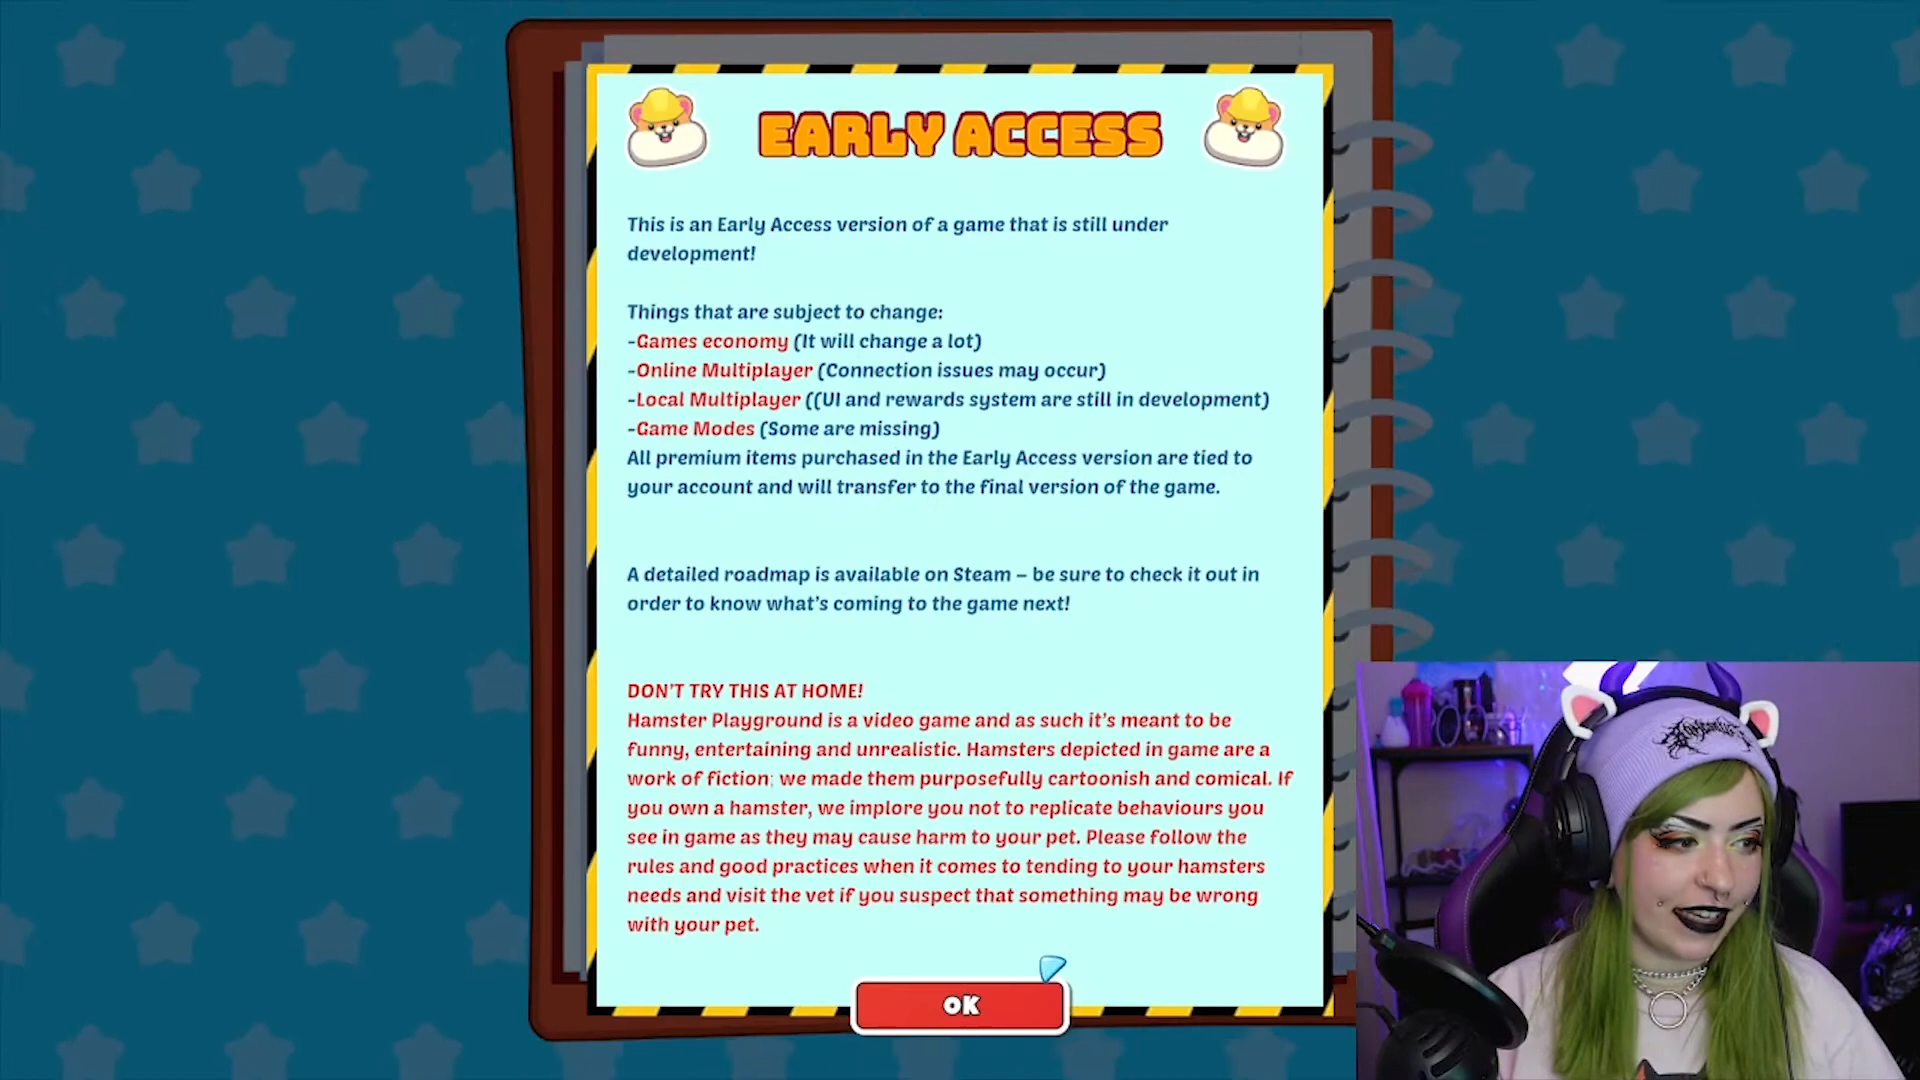 EARLY ACCESS
This is an Early Access version of a game that is still under
development!
Things that are subject to change:
-Games economy (It will change a lot)
-Online Multiplayer (Connection issues may occur)
-Local Multiplayer ((UI and rewards system are still in development)
-Game Modes (Some are missing)
All premium items purchased in the Early Access version are tied to
your account and will transfer to the final version of the game.
A detailed roadmap is available on Steam – be sure to check it out in
order to know what's coming to the game next!
DON'T TRY THIS AT HOME!
Hamster Playground is a video game and as such it's meant to be
funny, entertaining and unrealistic. Hamsters depicted in game are a
work of fiction; we made them purposefully cartoonish and comical. If
you own a hamster, we implore you not to replicate behaviours you
see in game as they may cause harm to your pet. Please follow the
rules and good practices when it comes to tending to your hamsters
needs and visit the vet if you suspect that something may be wrong
with your pet.
OK